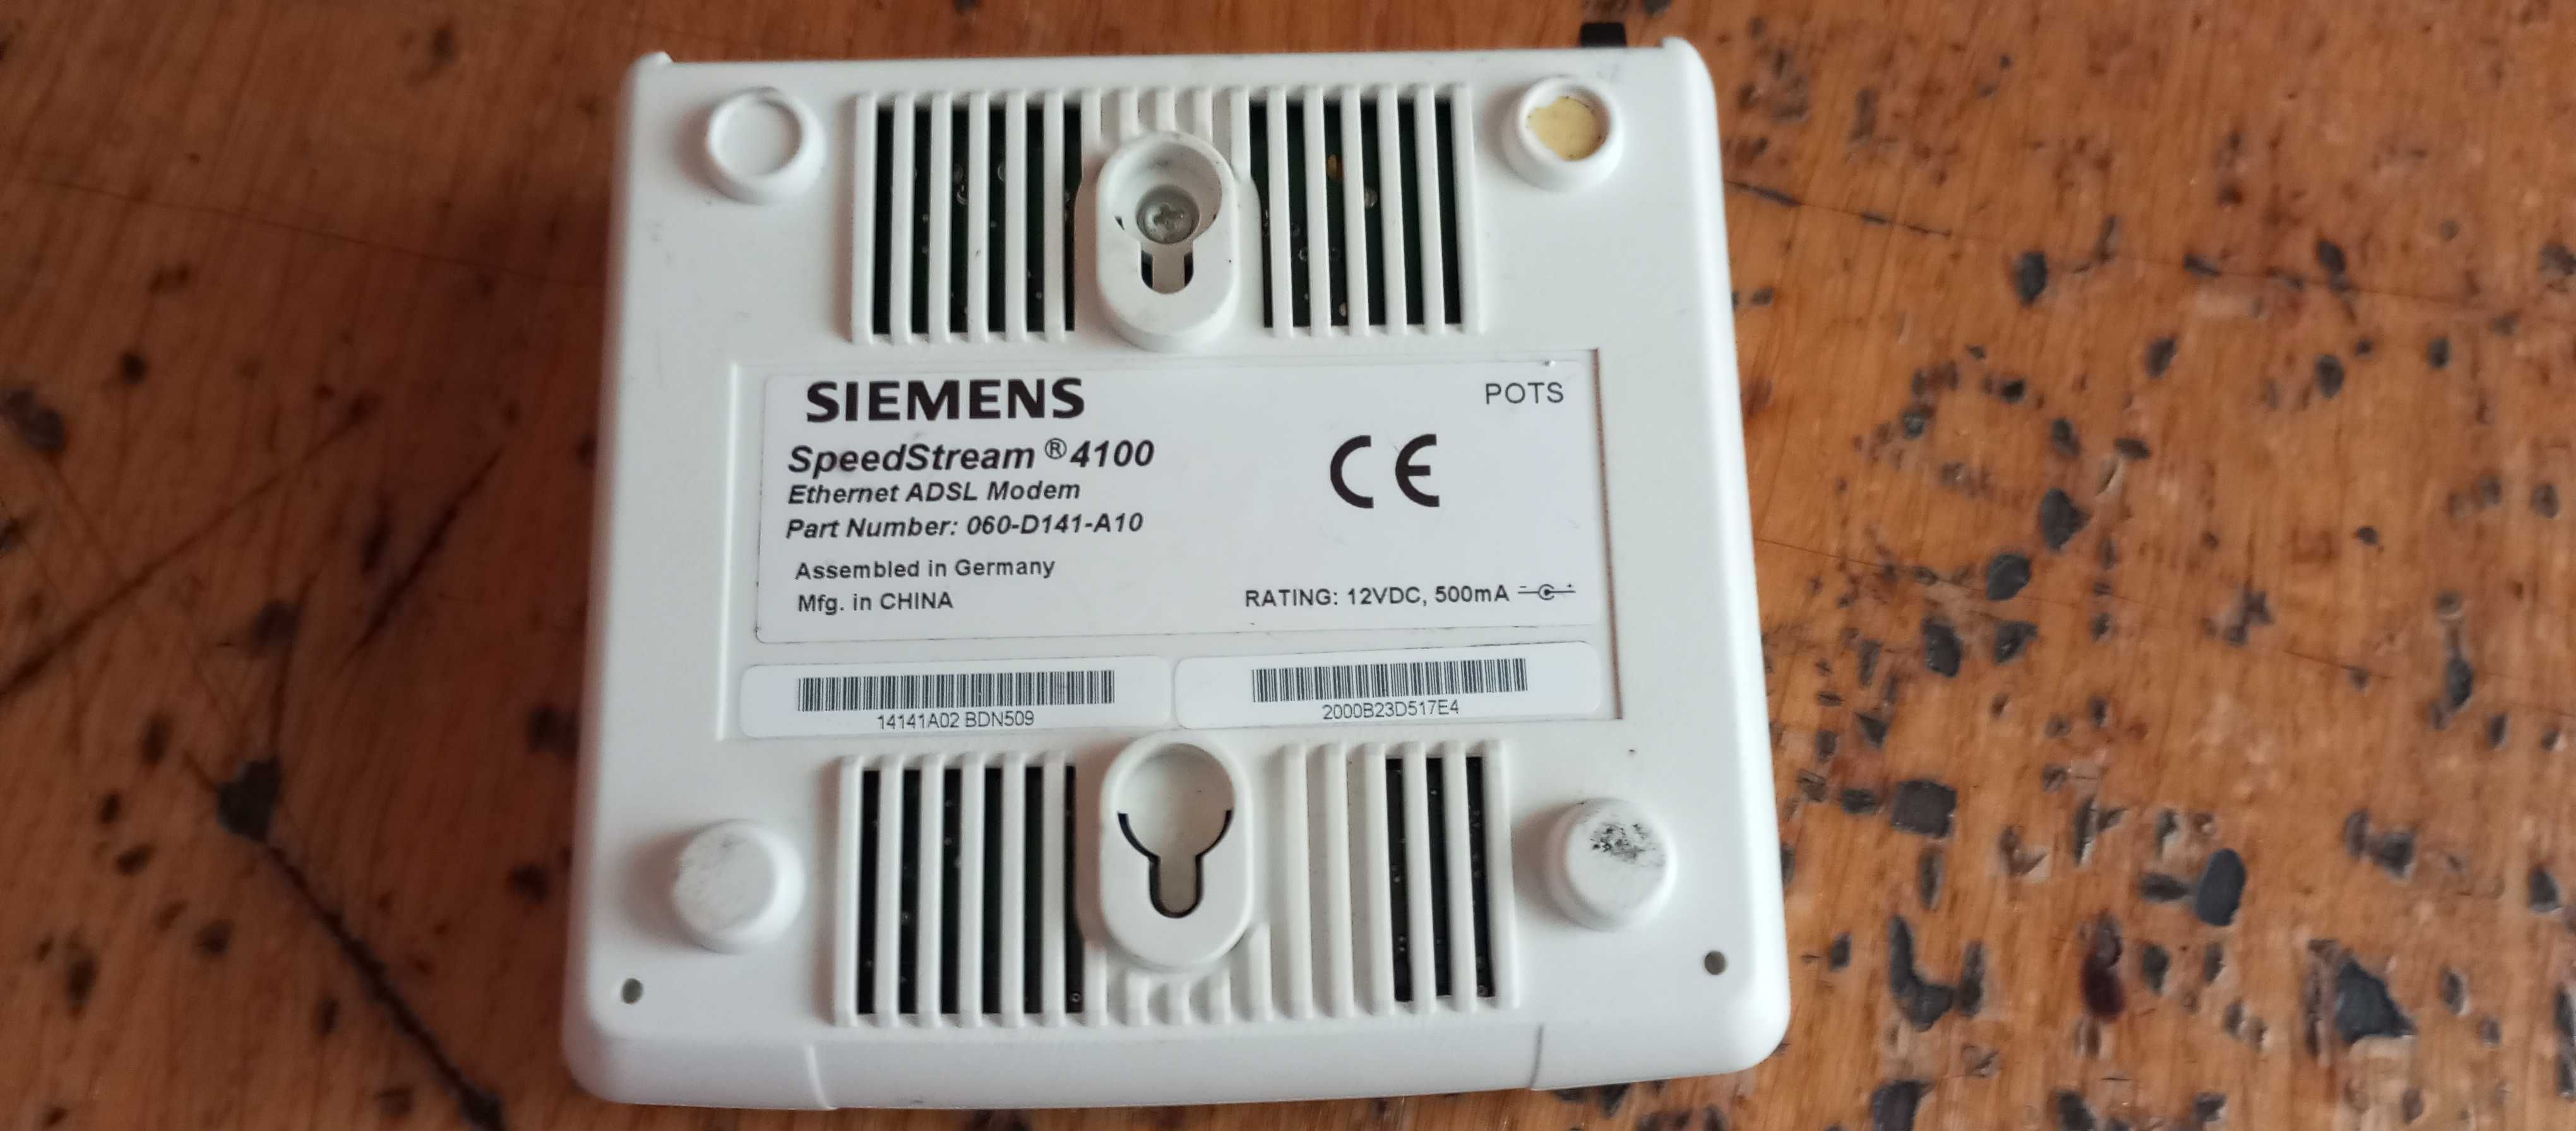 SIEMENS
POTS
SpeedStream ® 4100
Ethernet ADSL Modem
CE
Part Number: 060-D141-A10
Assembled in Germany
Mfg. in CHINA
RATING: 12VDC, 500mA
14141A02 BDN509
2000B23D517E4